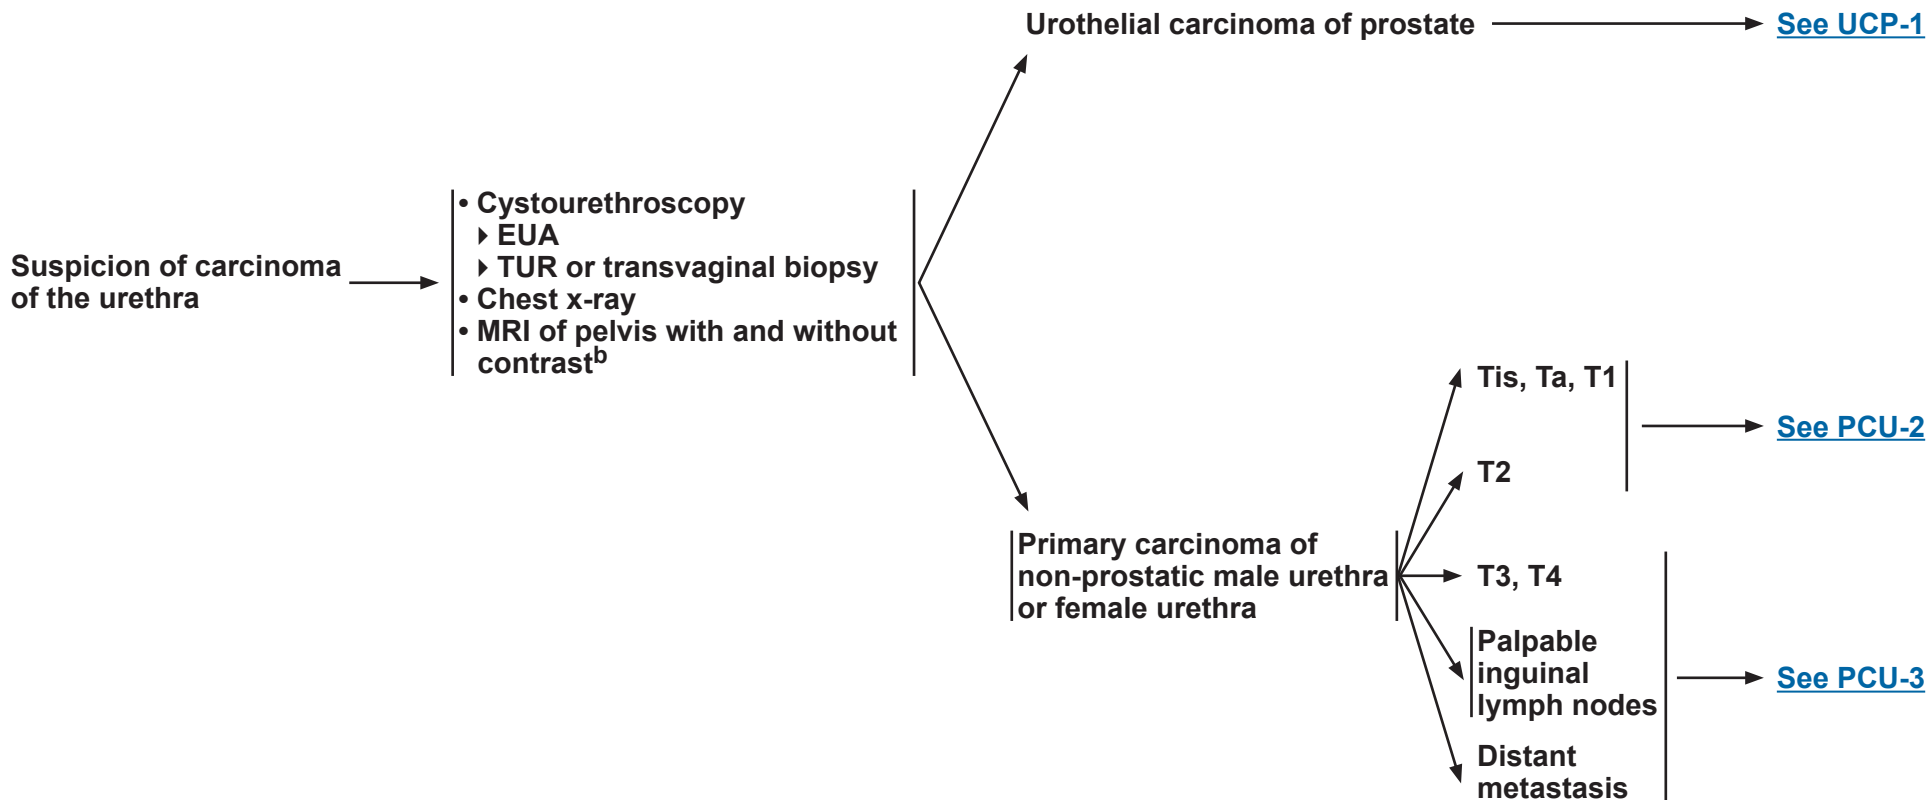 Urothelial carcinoma of prostate
See UCP-1
Suspicion of carcinoma
of the urethra
• Cystourethroscopy
▸ EUA
▸ TUR or transvaginal biopsy
• Chest x-ray
• MRI of pelvis with and without
contrastb
Primary carcinoma of
non-prostatic male urethra
or female urethra
Tis, Ta, T1
T2
See PCU-2
T3, T4
Palpable
inguinal
lymph nodes
Distant
metastasis
See PCU-3